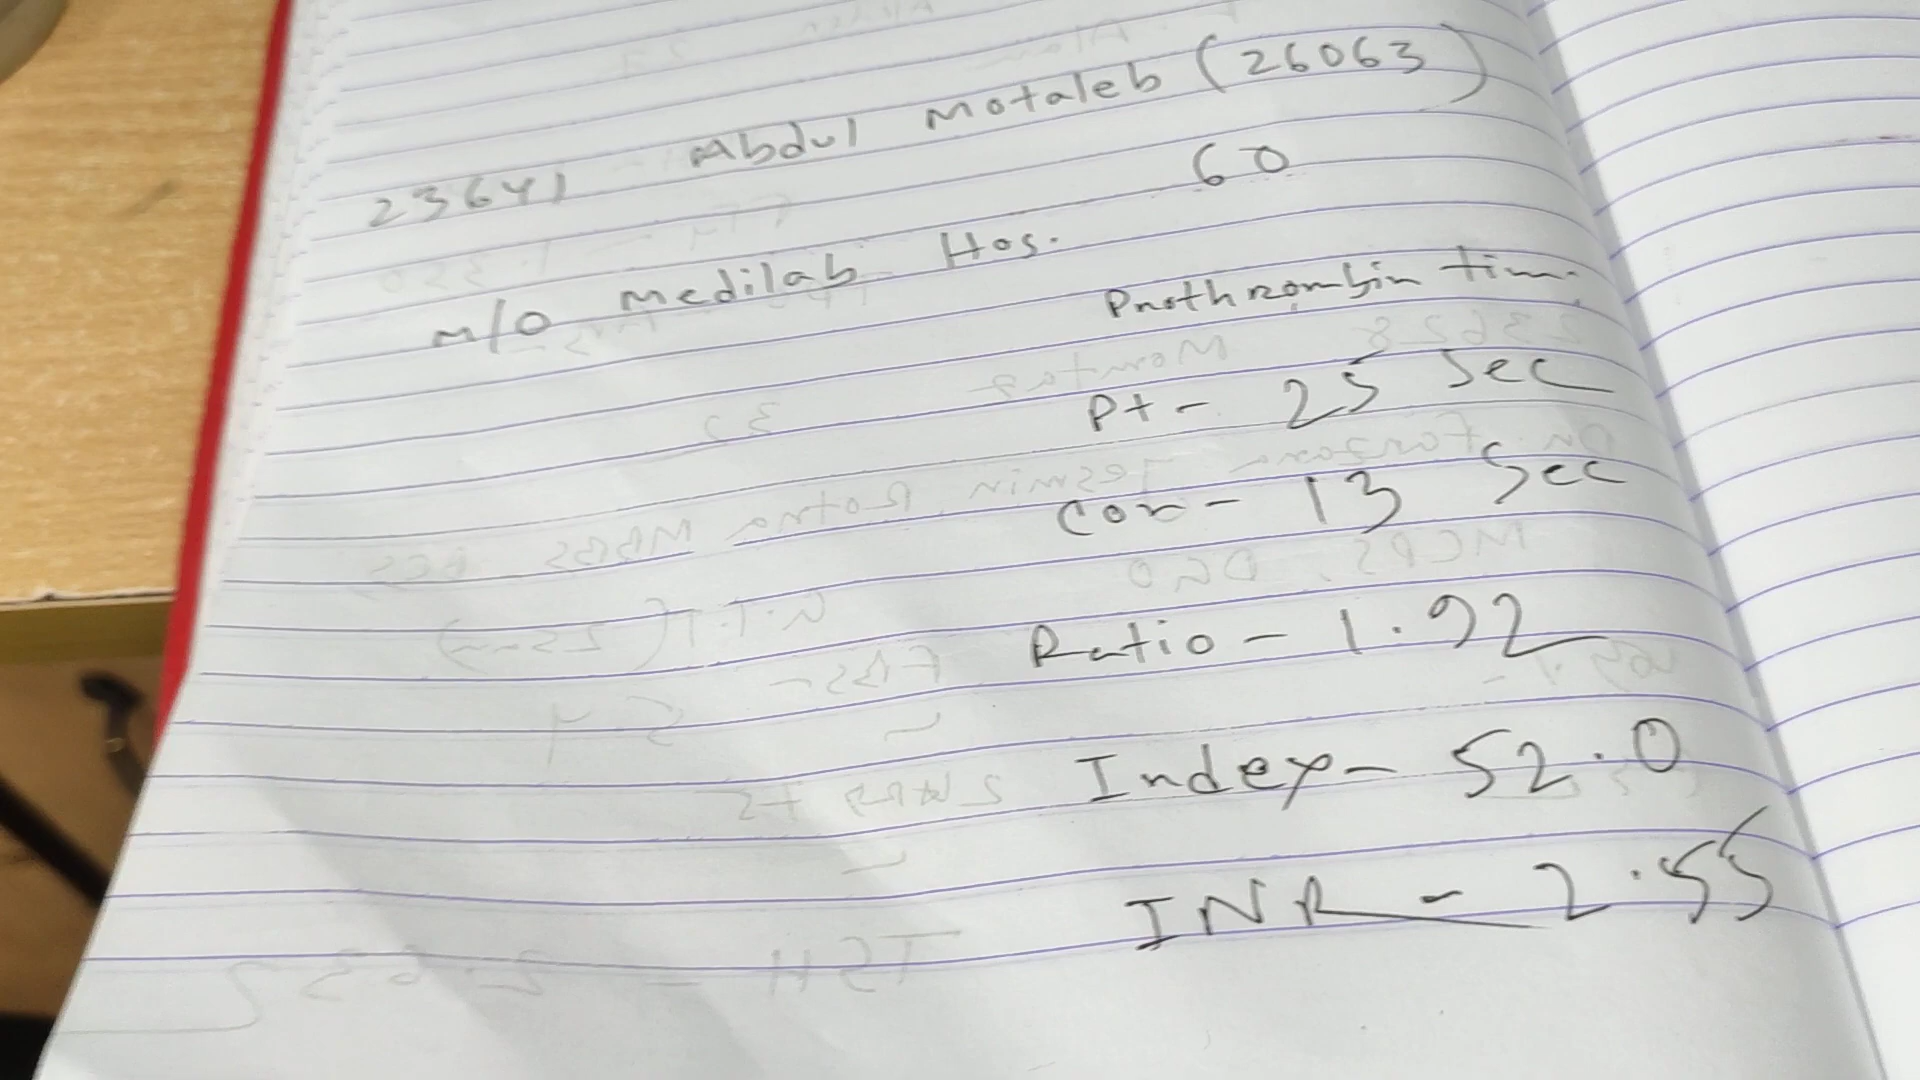 23641 Abdul Motaleb (26063)
60
M/O Medilab Hos.
Prothrombin time.
Pt - 25 Sec
Con - 13 Sec
Ratio - 1.92
Index - 52.0
INR - 2.55